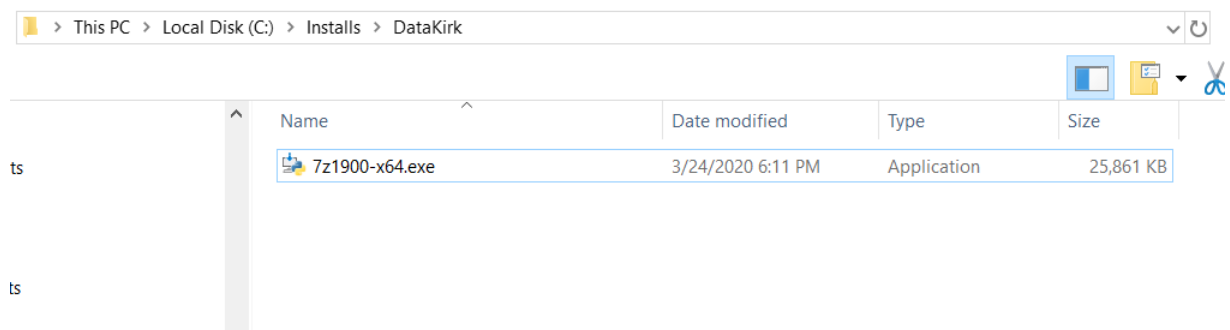 This PC > Local Disk (C:) > Installs > DataKirk
Name Date modified Type Size
ts
7z1900-x64.exe 3/24/2020 6:11 PM Application 25,861 KB
ts